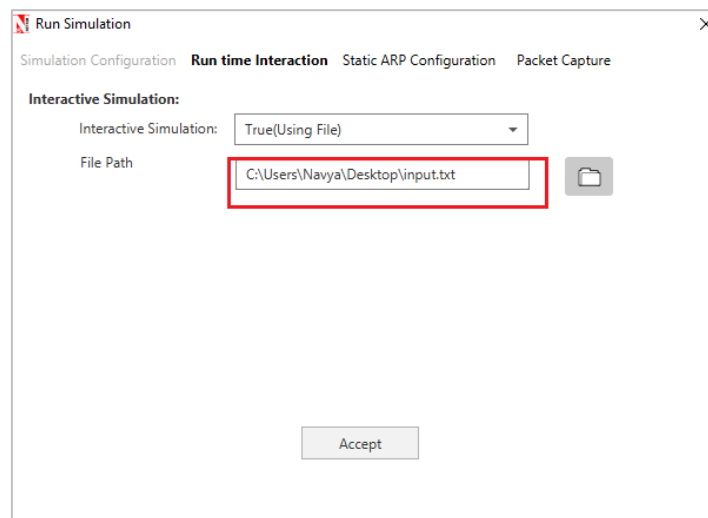 Run Simulation
Simulation Configuration Run time Interaction Static ARP Configuration Packet Capture
Interactive Simulation:
Interactive Simulation: True(Using File)
File Path C:\Users\Navya\Desktop\input.txt
Accept